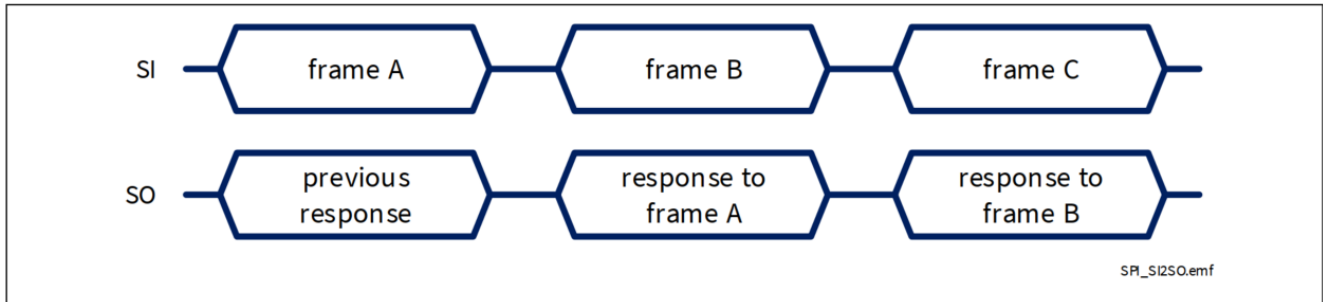 SI
frame A
frame B
frame C
SO
previous
response
response to
frame A
response to
frame B
SPI_SI2SO.emf